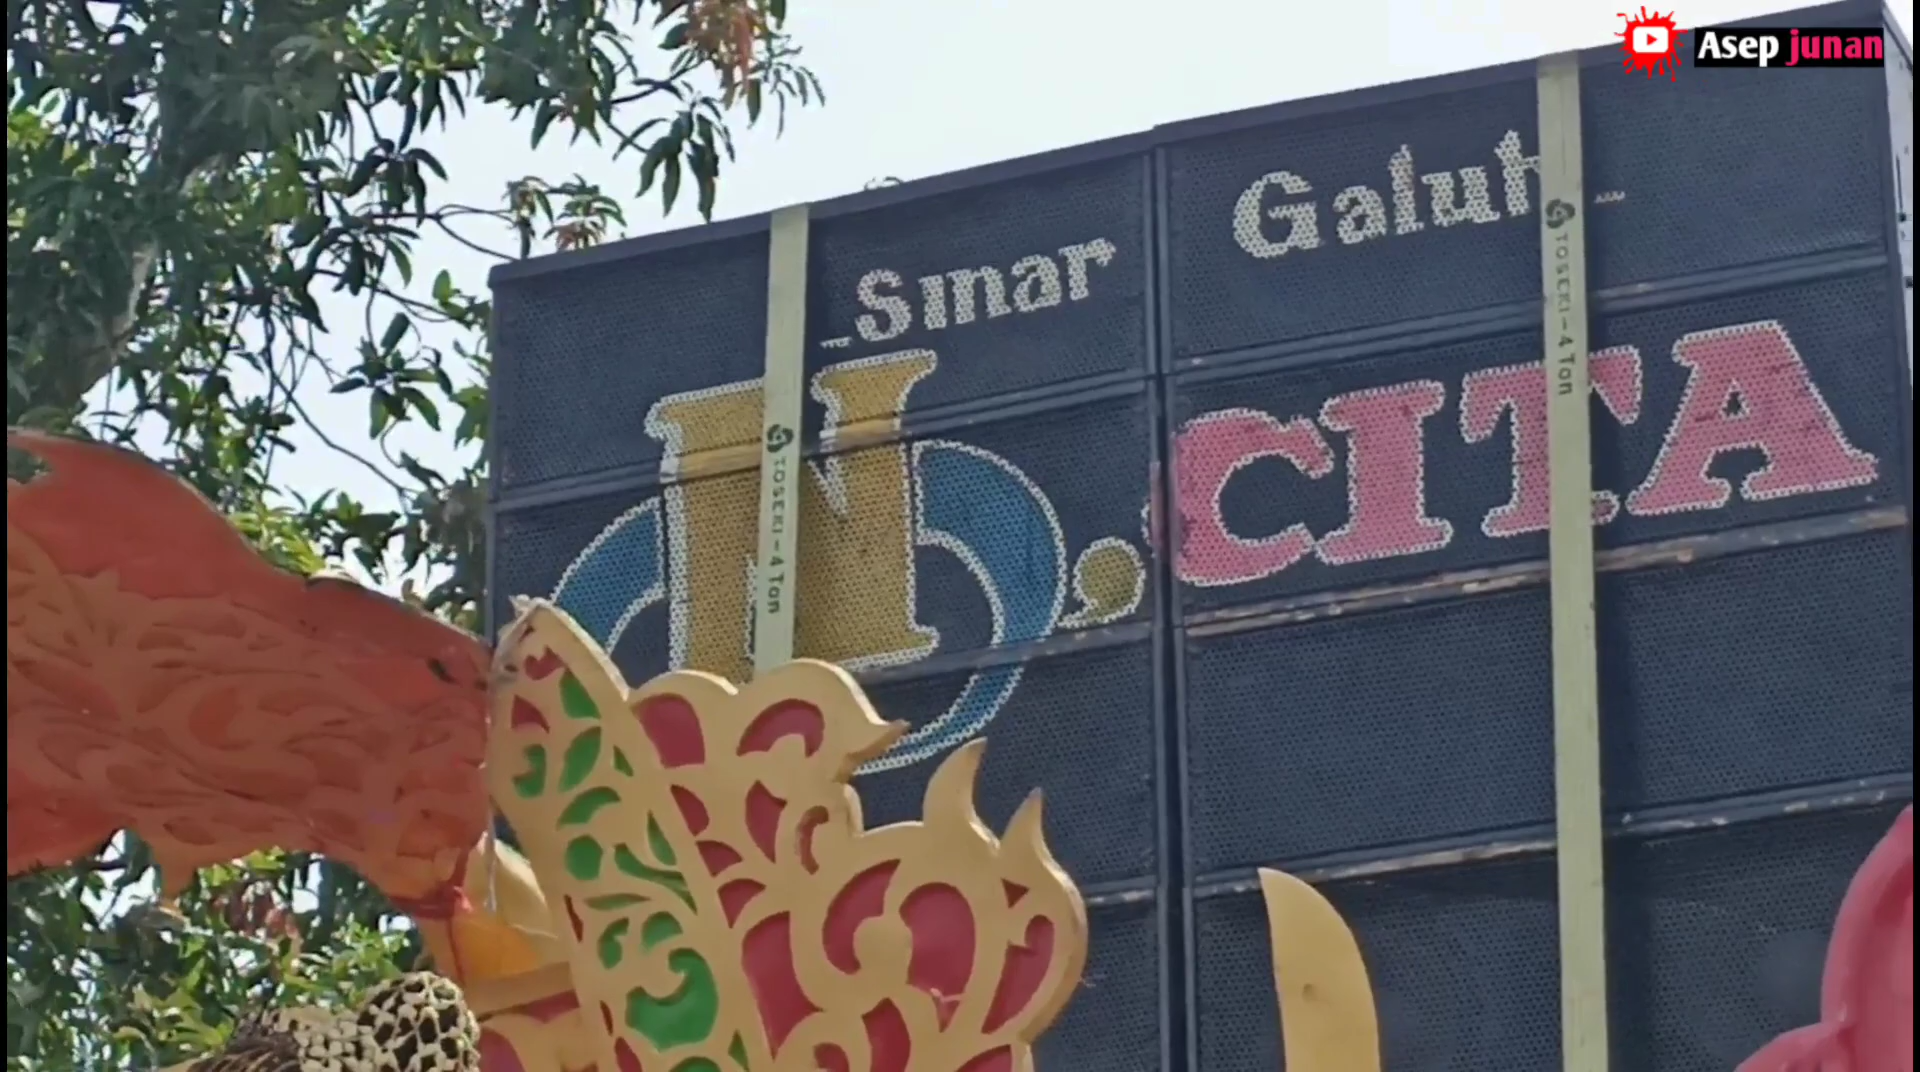 Asep junan
Sinar Galuh
N'CITA
TOSEKI-4 Ton
TOSEKI-4 Ton